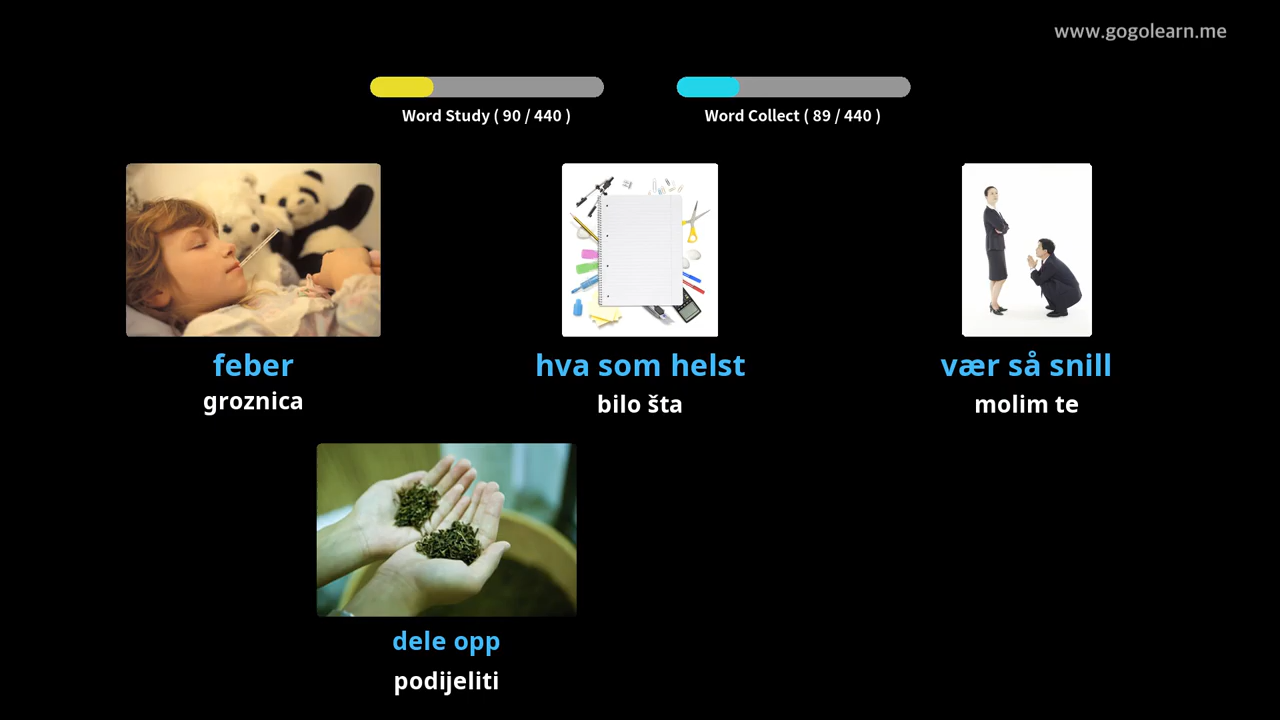 www.gogolearn.me
Word Study ( 90 / 440 )
Word Collect ( 89 / 440 )
feber
groznica
hva som helst
bilo šta
vær så snill
molim te
dele opp
podijeliti